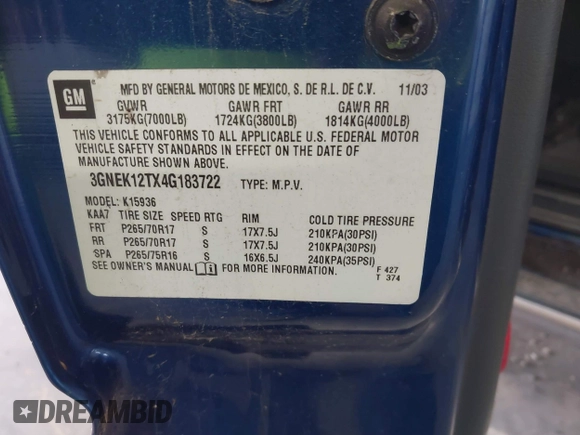 GM
MFD BY GENERAL MOTORS DE MEXICO, S. DE R.L. DE C.V. 11/03
GVWR GAWR FRT GAWR RR
3175KG(7000LB) 1724KG(3800LB) 1814KG(4000LB)
THIS VEHICLE CONFORMS TO ALL APPLICABLE U.S. FEDERAL MOTOR
VEHICLE SAFETY STANDARDS IN EFFECT ON THE DATE OF
MANUFACTURE SHOWN ABOVE.
3GNEK12TX4G183722 TYPE: M.P.V.
MODEL: K15936
KAA7 TIRE SIZE SPEED RTG RIM COLD TIRE PRESSURE
FRT P265/70R17 S 17X7.5J 210KPA(30PSI)
RR P265/70R17 S 17X7.5J 210KPA(30PSI)
SPA P265/75R16 S 16X6.5J 240KPA(35PSI)
SEE OWNER'S MANUAL FOR MORE INFORMATION. F 427
T 374
DREAMBID